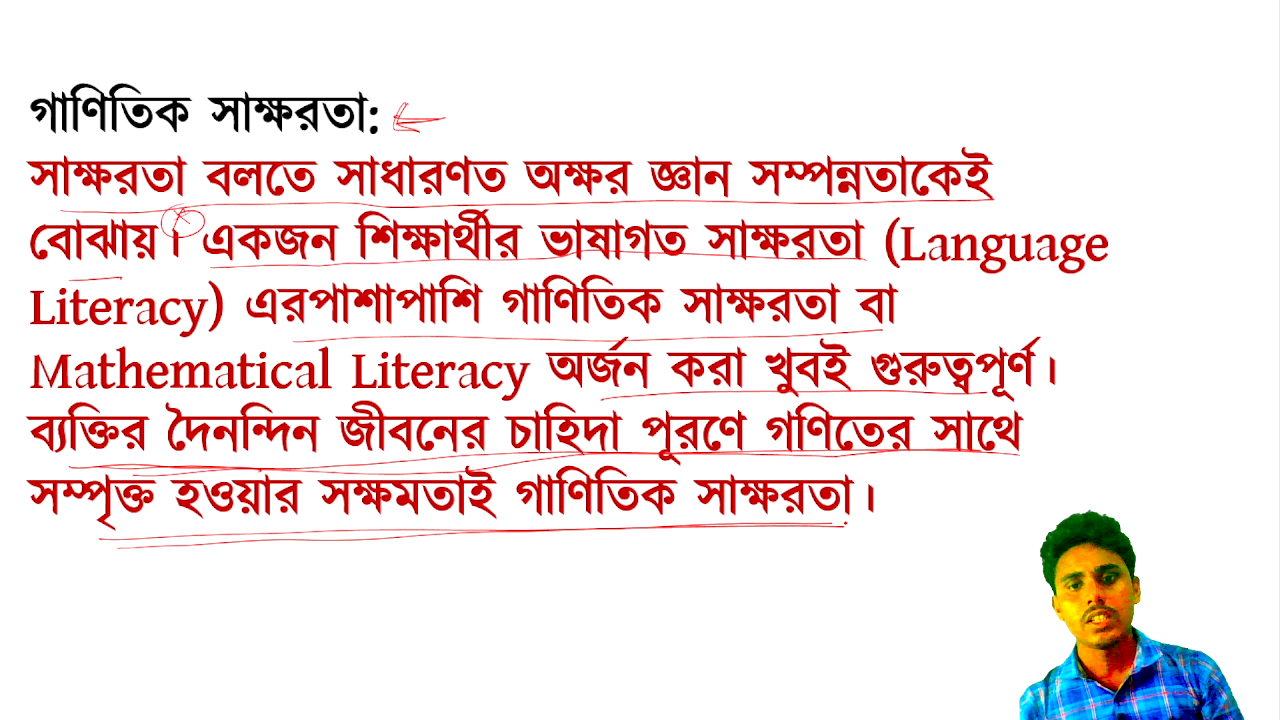 গাণিতিক সাক্ষরতা:
সাক্ষরতা বলতে সাধারণত অক্ষর জ্ঞান সম্পন্নতাকেই
বোঝায়। একজন শিক্ষার্থীর ভাষাগত সাক্ষরতা (Language
Literacy) এরপাশাপাশি গাণিতিক সাক্ষরতা বা
Mathematical Literacy অর্জন করা খুবই গুরুত্বপূর্ণ।
ব্যক্তির দৈনন্দিন জীবনের চাহিদা পূরণে গণিতের সাথে
সম্পৃক্ত হওয়ার সক্ষমতাই গাণিতিক সাক্ষরতা।